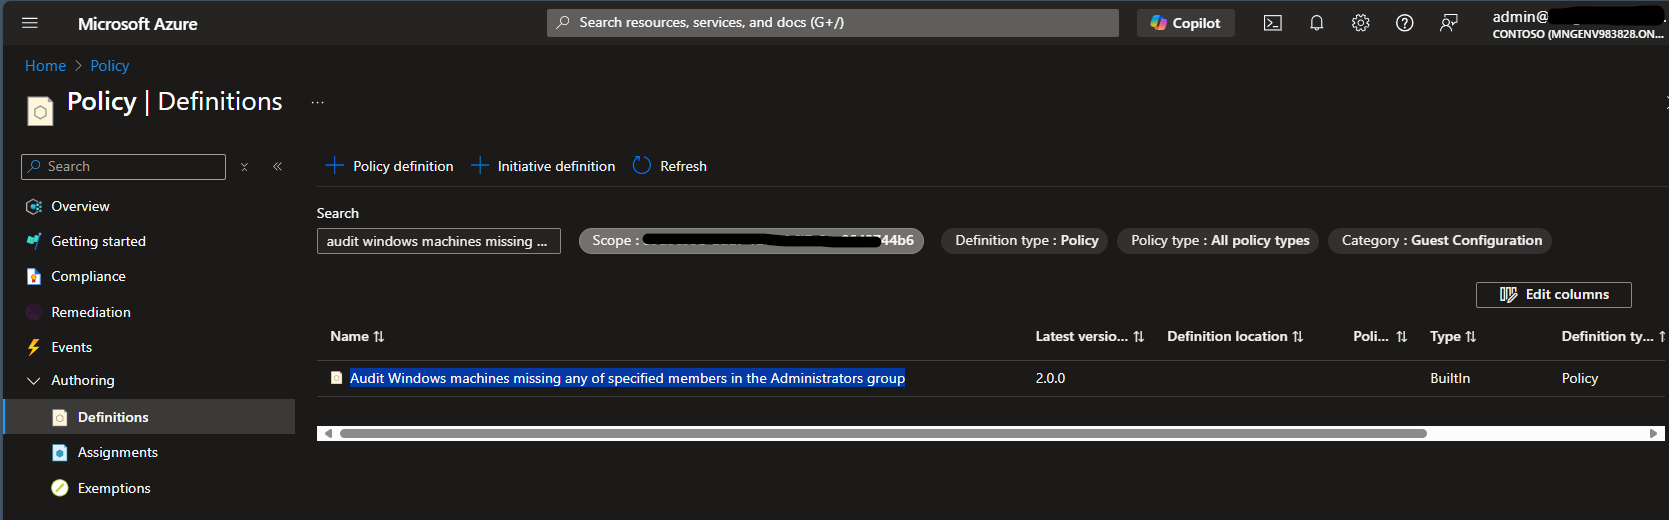 Microsoft Azure
Search resources, services, and docs (G+/)
Copilot
admin@
CONTOSO (MNGENV983828.ON...
Home > Policy
Policy | Definitions ...
Search
Policy definition
Initiative definition
Refresh
Overview
Getting started
Compliance
Remediation
Events
Authoring
Definitions
Assignments
Exemptions
Search
audit windows machines missing ...
Scope : 44b6
Definition type : Policy
Policy type : All policy types
Category : Guest Configuration
Edit columns
Name
Latest versio...
Definition location
Poli...
Type
Definition ty...
Audit Windows machines missing any of specified members in the Administrators group
2.0.0
BuiltIn
Policy